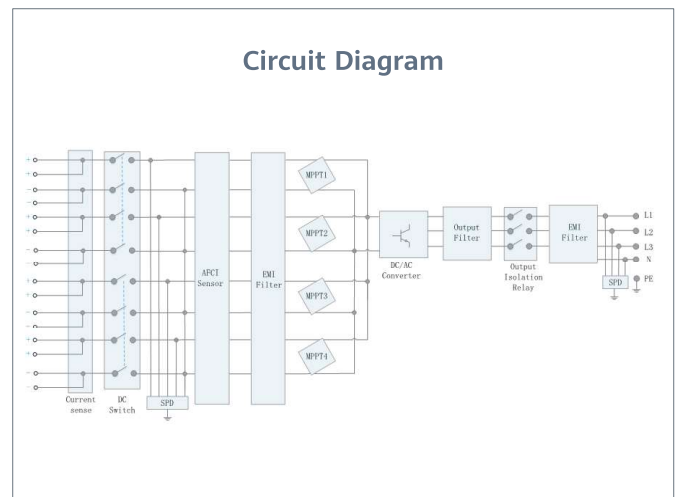 Circuit Diagram
+
+
-
-
+
+
-
-
+
+
-
-
+
+
-
-
Current
sense
DC
Switch
SPD
AFCI
Sensor
EMI
Filter
MPPT1
MPPT2
MPPT3
MPPT4
DC/AC
Converter
Output
Filter
Output
Isolation
Relay
EMI
Filter
L1
L2
L3
N
PE
SPD